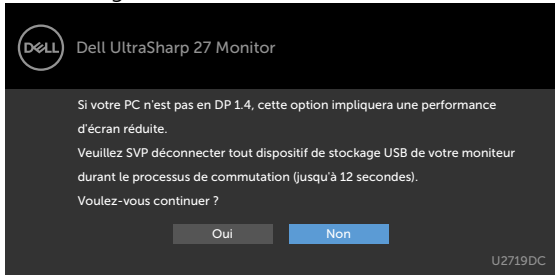 DELL
Dell UltraSharp 27 Monitor
Si votre PC n'est pas en DP 1.4, cette option impliquera une performance
d'écran réduite.
Veuillez SVP déconnecter tout dispositif de stockage USB de votre moniteur
durant le processus de commutation (jusqu'à 12 secondes).
Voulez-vous continuer ?
Oui Non
U2719DC